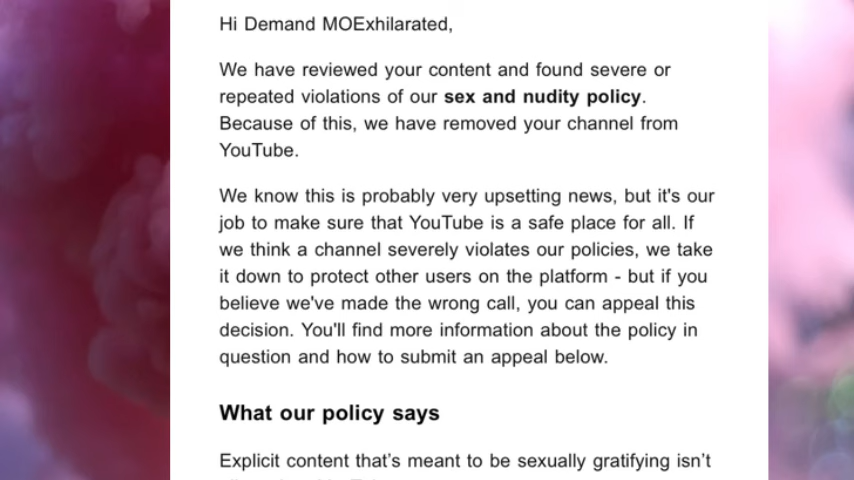 Hi Demand MOExhilarated,
We have reviewed your content and found severe or
repeated violations of our sex and nudity policy.
Because of this, we have removed your channel from
YouTube.
We know this is probably very upsetting news, but it's our
job to make sure that YouTube is a safe place for all. If
we think a channel severely violates our policies, we take
it down to protect other users on the platform - but if you
believe we've made the wrong call, you can appeal this
decision. You'll find more information about the policy in
question and how to submit an appeal below.
What our policy says
Explicit content that’s meant to be sexually gratifying isn’t